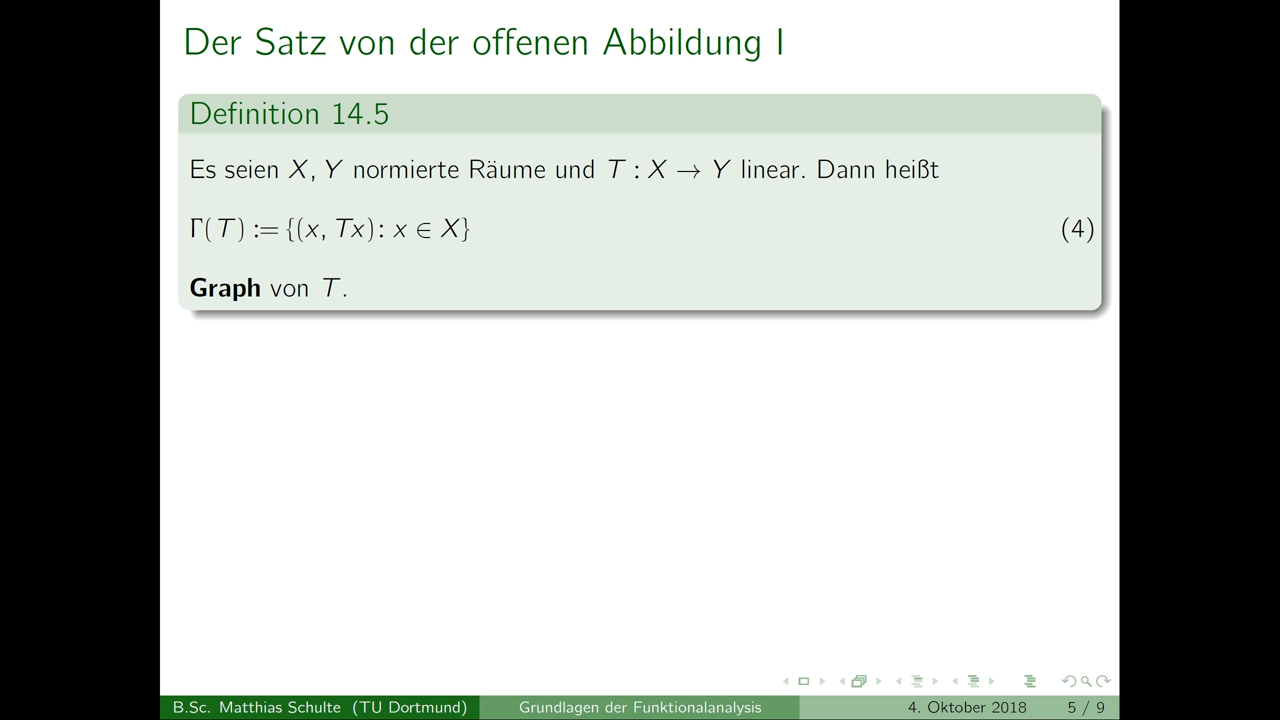 Der Satz von der offenen Abbildung I
Definition 14.5
Es seien X, Y normierte Räume und T : X → Y linear. Dann heißt
Γ(T) := {(x, Tx): x ∈ X} (4)
Graph von T.
B.Sc. Matthias Schulte (TU Dortmund) Grundlagen der Funktionalanalysis 4. Oktober 2018 5 / 9